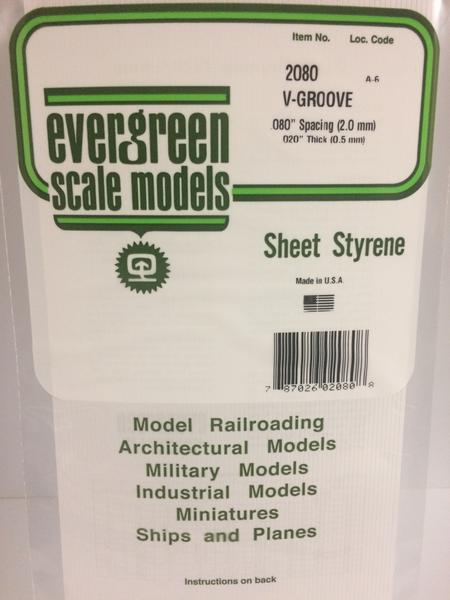 Item No. Loc. Code
2080 A-6
V-GROOVE
.080" Spacing (2.0 mm)
.020" Thick (0.5 mm)
evergreen
scale models
Sheet Styrene
Made in U.S.A.
7 87026 02080 8
Model Railroading
Architectural Models
Military Models
Industrial Models
Miniatures
Ships and Planes
Instructions on back